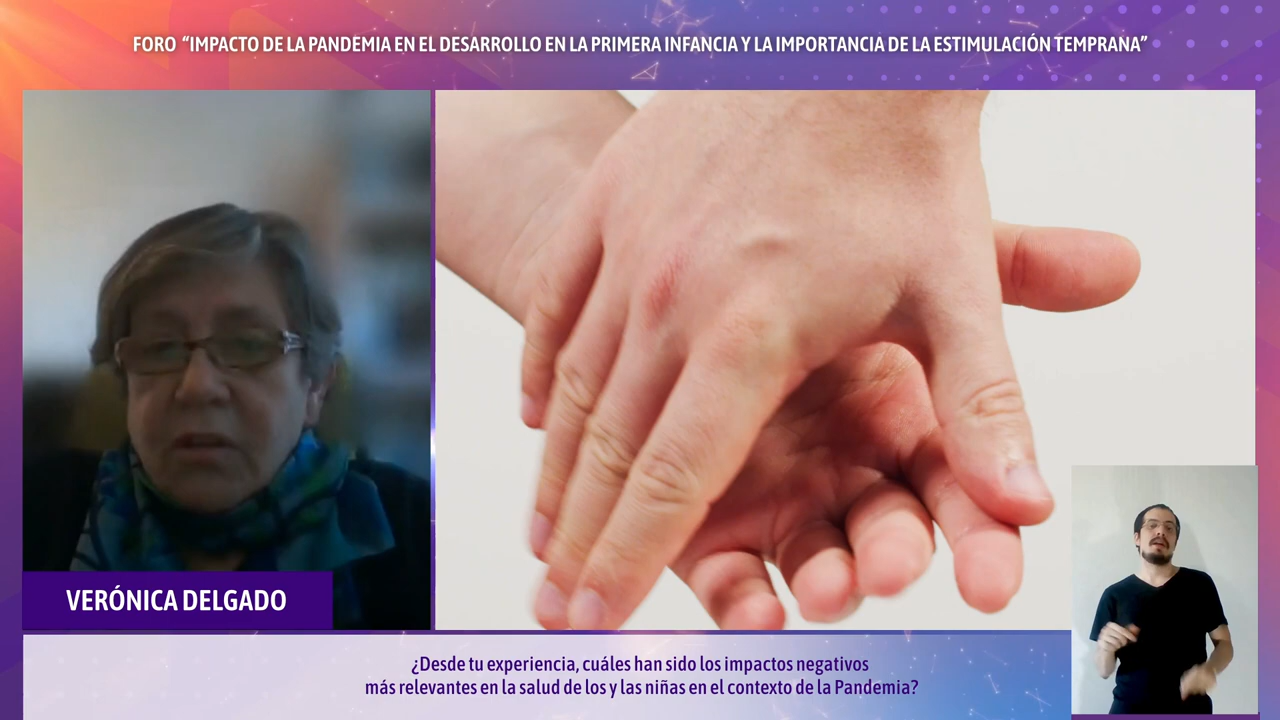 FORO “IMPACTO DE LA PANDEMIA EN EL DESARROLLO EN LA PRIMERA INFANCIA Y LA IMPORTANCIA DE LA ESTIMULACIÓN TEMPRANA”
VERÓNICA DELGADO
¿Desde tu experiencia, cuáles han sido los impactos negativos
más relevantes en la salud de los y las niñas en el contexto de la Pandemia?